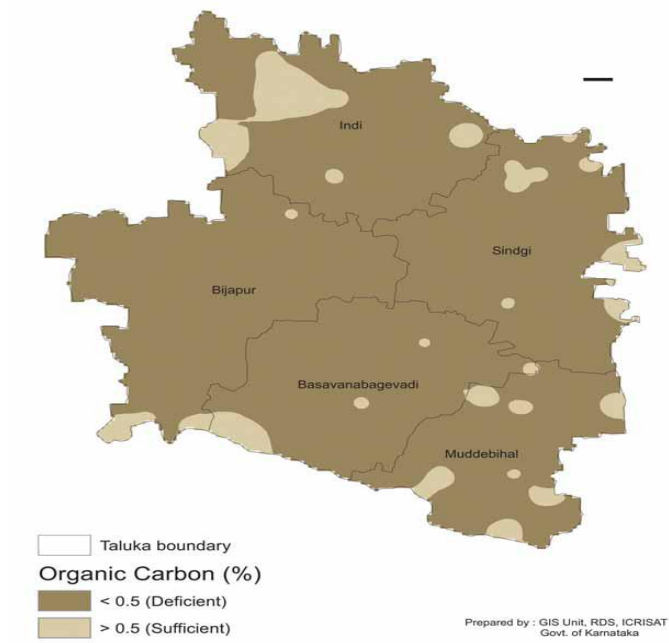 Indi
Sindgi
Bijapur
Basavanabagevadi
Muddebihal
Taluka boundary
Organic Carbon (%)
< 0.5 (Deficient)
> 0.5 (Sufficient)
Prepared by : GIS Unit, RDS, ICRISAT
Govt. of Karnataka